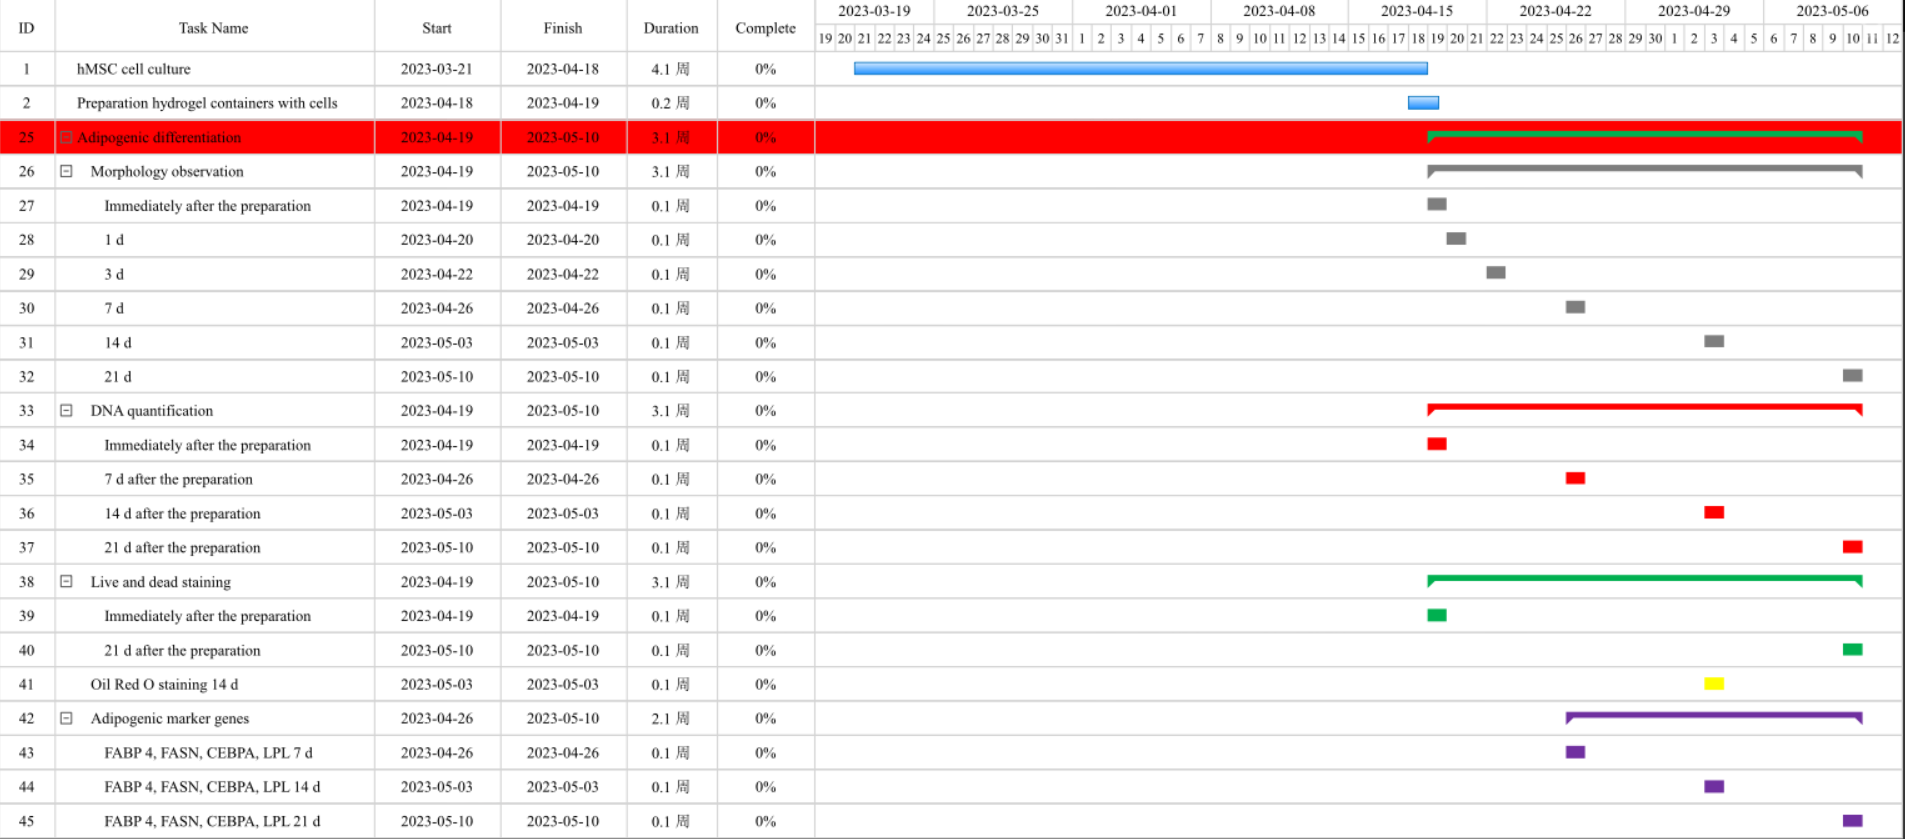 ID Task Name Start Finish Duration Complete 2023-03-19 2023-03-25 2023-04-01 2023-04-08 2023-04-15 2023-04-22 2023-04-29 2023-05-06
19 20 21 22 23 24 25 26 27 28 29 30 31 1 2 3 4 5 6 7 8 9 10 11 12 13 14 15 16 17 18 19 20 21 22 23 24 25 26 27 28 29 30 1 2 3 4 5 6 7 8 9 10 11 12
1 hMSC cell culture 2023-03-21 2023-04-18 4.1 周 0%
2 Preparation hydrogel containers with cells 2023-04-18 2023-04-19 0.2 周 0%
25 Adipogenic differentiation 2023-04-19 2023-05-10 3.1 周 0%
26 Morphology observation 2023-04-19 2023-05-10 3.1 周 0%
27 Immediately after the preparation 2023-04-19 2023-04-19 0.1 周 0%
28 1 d 2023-04-20 2023-04-20 0.1 周 0%
29 3 d 2023-04-22 2023-04-22 0.1 周 0%
30 7 d 2023-04-26 2023-04-26 0.1 周 0%
31 14 d 2023-05-03 2023-05-03 0.1 周 0%
32 21 d 2023-05-10 2023-05-10 0.1 周 0%
33 DNA quantification 2023-04-19 2023-05-10 3.1 周 0%
34 Immediately after the preparation 2023-04-19 2023-04-19 0.1 周 0%
35 7 d after the preparation 2023-04-26 2023-04-26 0.1 周 0%
36 14 d after the preparation 2023-05-03 2023-05-03 0.1 周 0%
37 21 d after the preparation 2023-05-10 2023-05-10 0.1 周 0%
38 Live and dead staining 2023-04-19 2023-05-10 3.1 周 0%
39 Immediately after the preparation 2023-04-19 2023-04-19 0.1 周 0%
40 21 d after the preparation 2023-05-10 2023-05-10 0.1 周 0%
41 Oil Red O staining 14 d 2023-05-03 2023-05-03 0.1 周 0%
42 Adipogenic marker genes 2023-04-26 2023-05-10 2.1 周 0%
43 FABP 4, FASN, CEBPA, LPL 7 d 2023-04-26 2023-04-26 0.1 周 0%
44 FABP 4, FASN, CEBPA, LPL 14 d 2023-05-03 2023-05-03 0.1 周 0%
45 FABP 4, FASN, CEBPA, LPL 21 d 2023-05-10 2023-05-10 0.1 周 0%